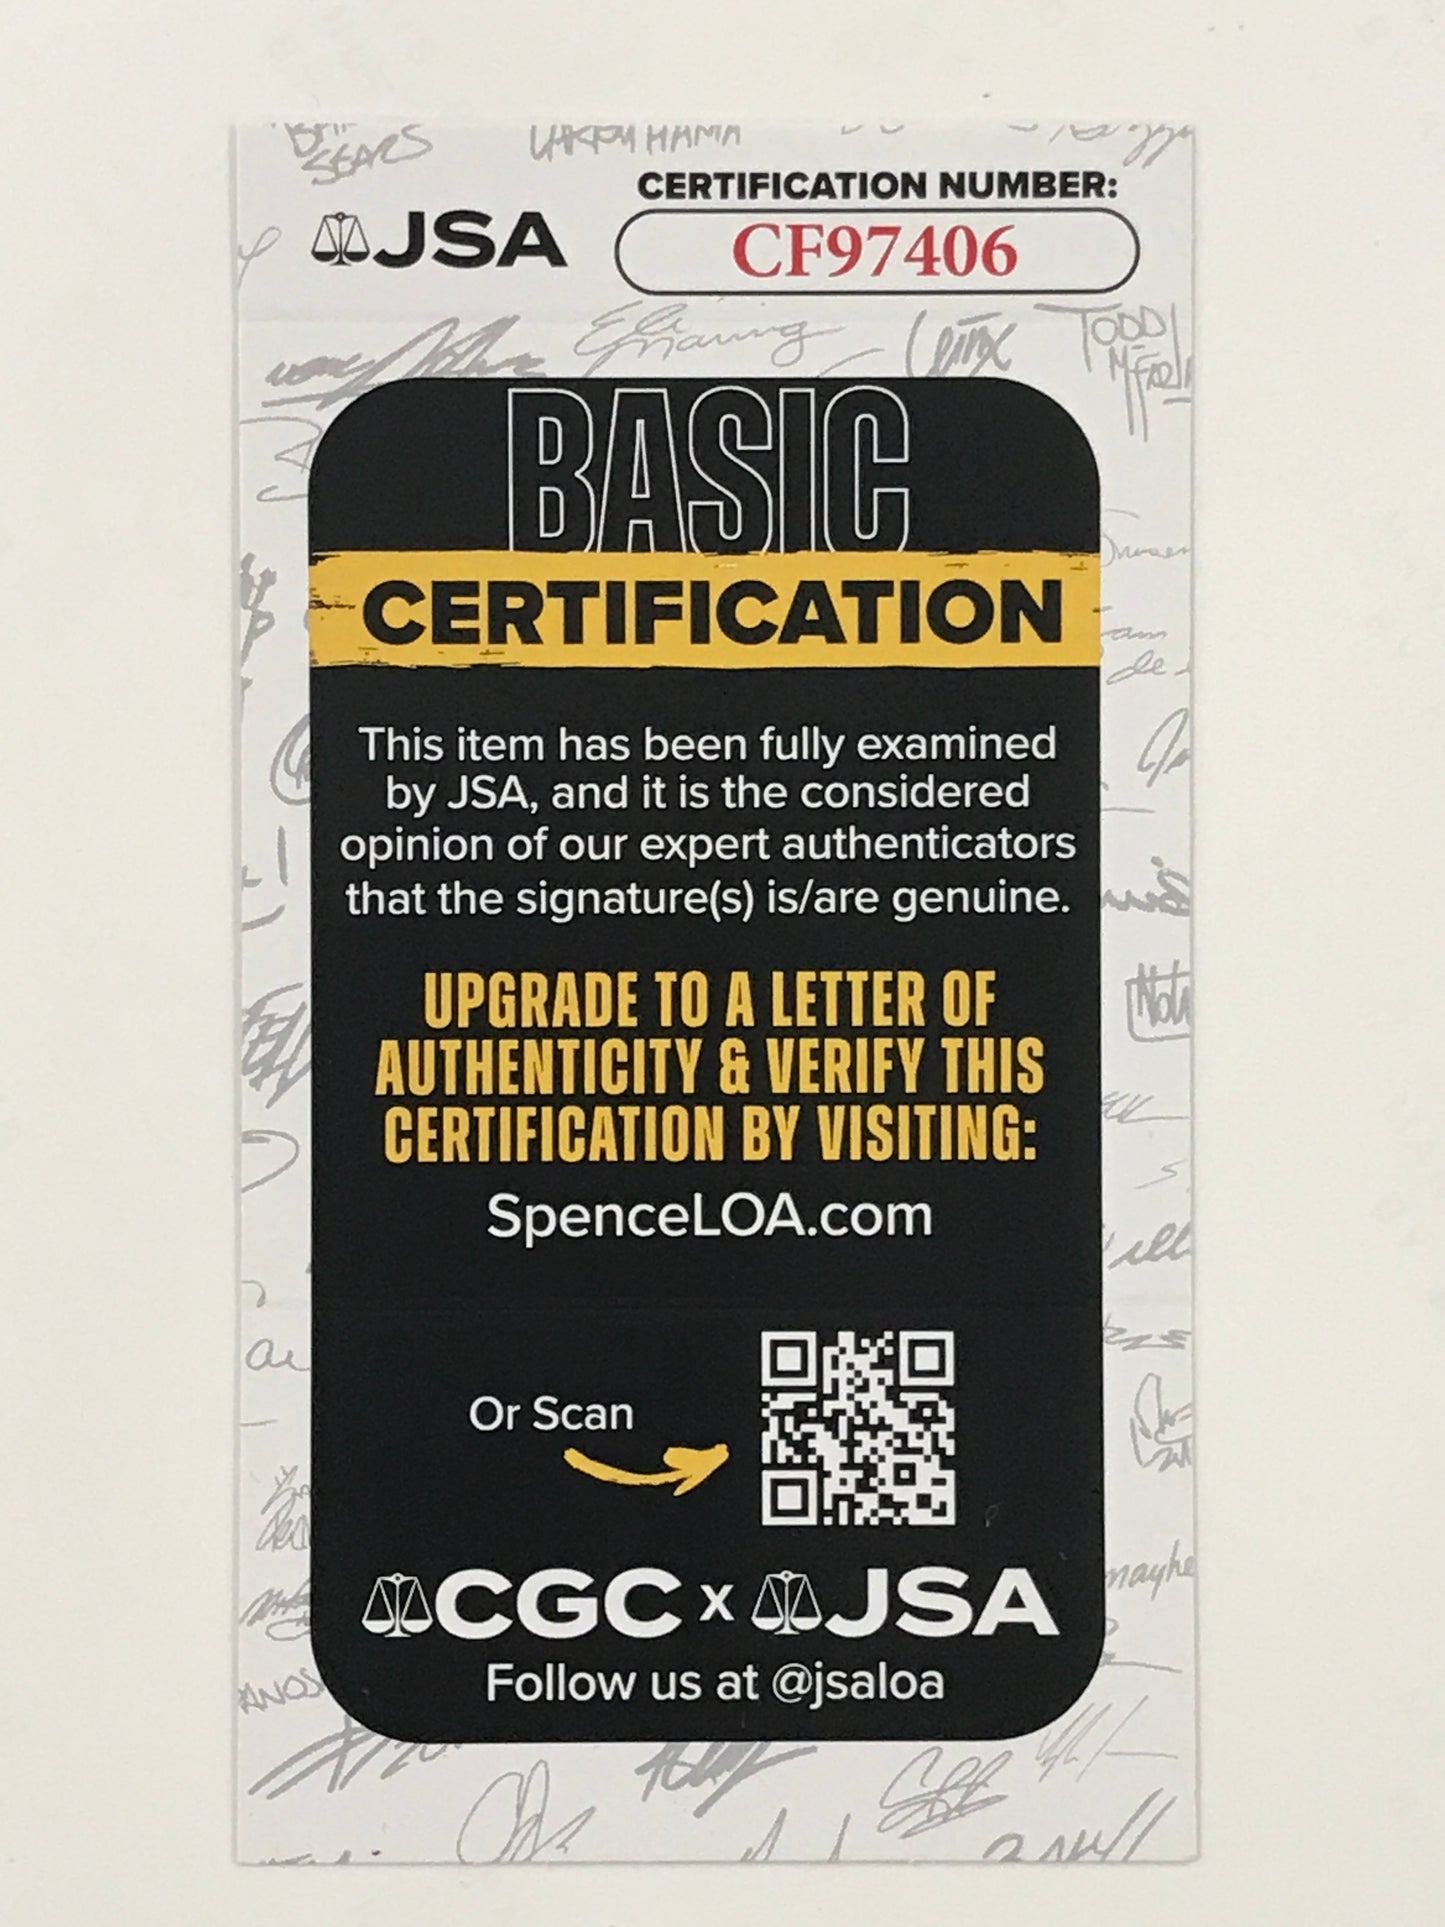 SEARS
CERTIFICATION NUMBER:
JSA
CF97406
TODD
BASIC
CERTIFICATION
This item has been fully examined
by JSA, and it is the considered
opinion of our expert authenticators
that the signature(s) is/are genuine.
UPGRADE TO A LETTER OF
AUTHENTICITY & VERIFY THIS
CERTIFICATION BY VISITING:
SpenceLOA.com
Or Scan
CGC x JSA
Follow us at @jsaloa